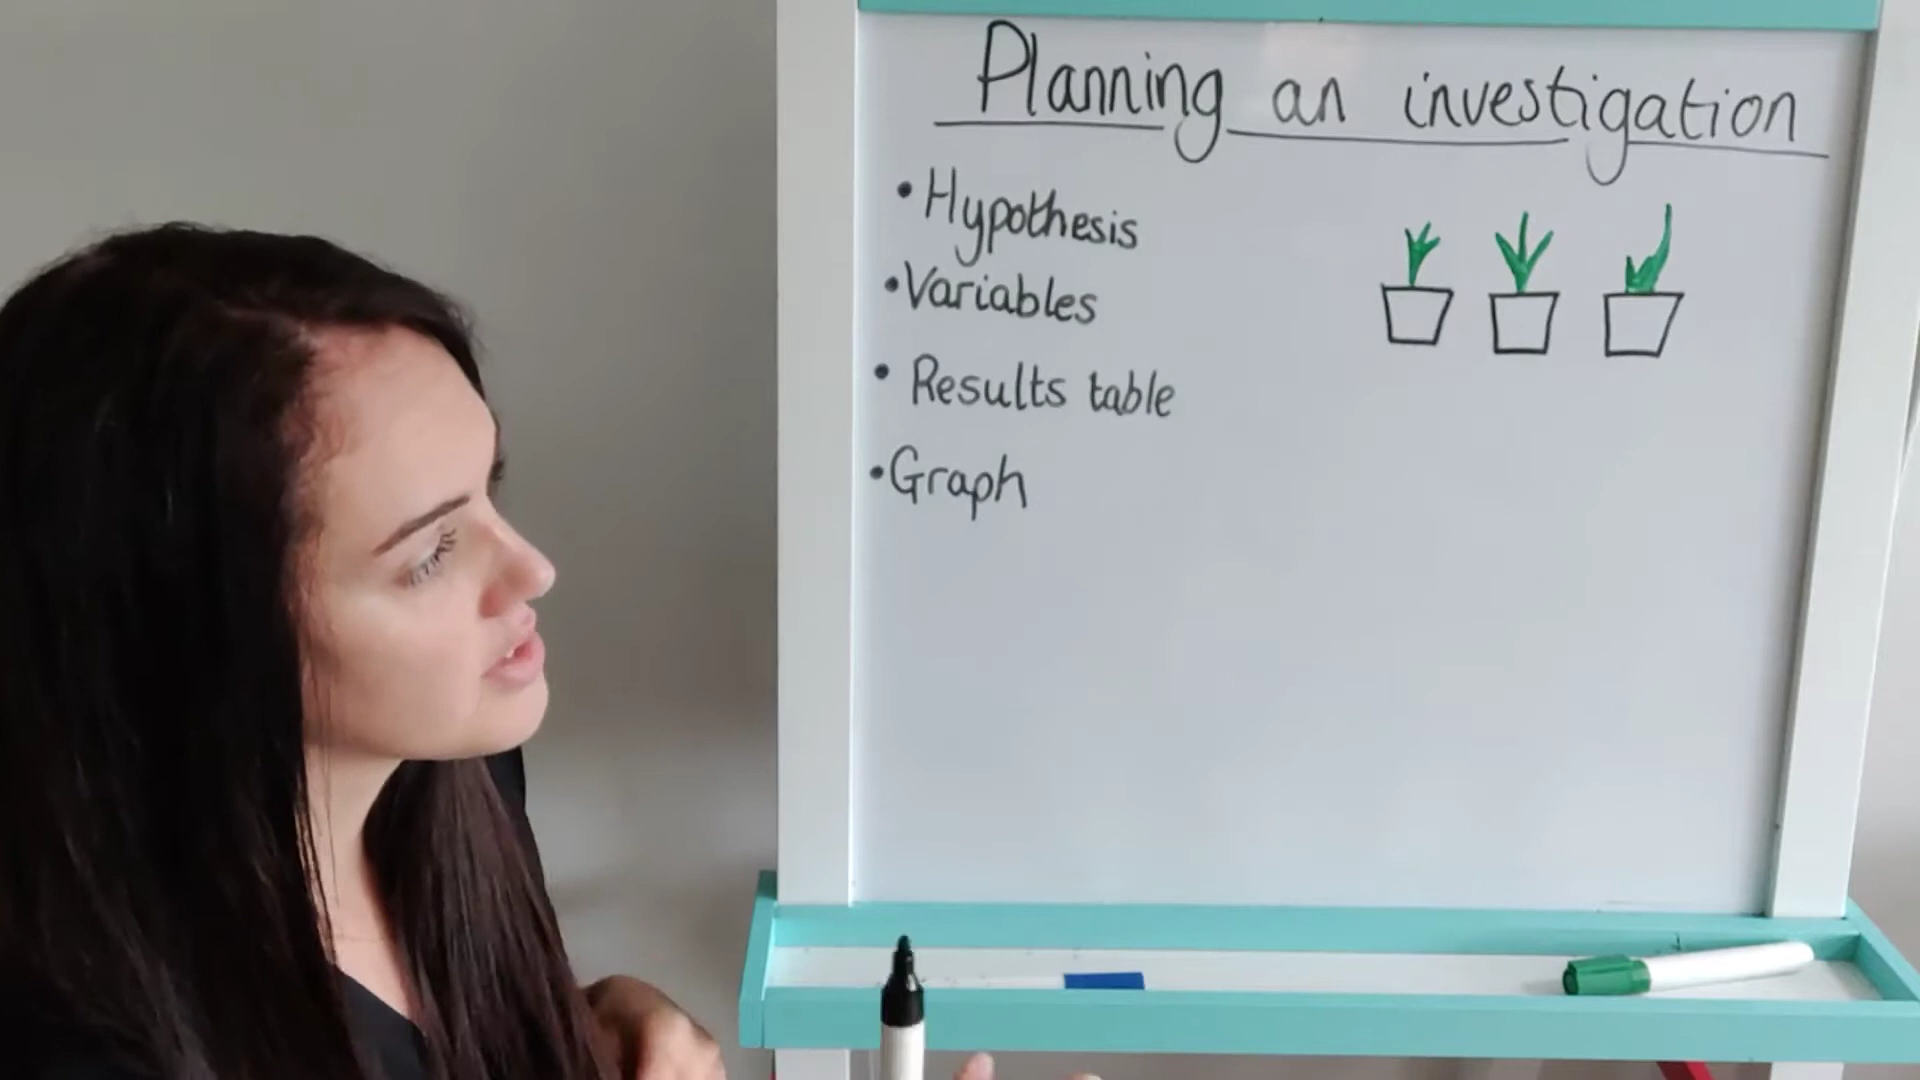 Planning an investigation
• Hypothesis
• Variables
• Results table
• Graph